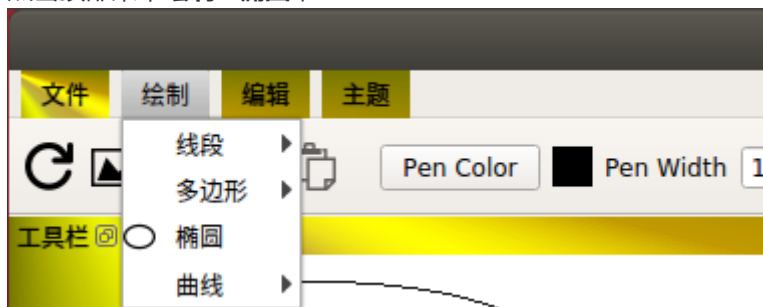 文件 绘制 编辑 主题
线段
Pen Color Pen Width 1
多边形
工具栏 椭圆
曲线